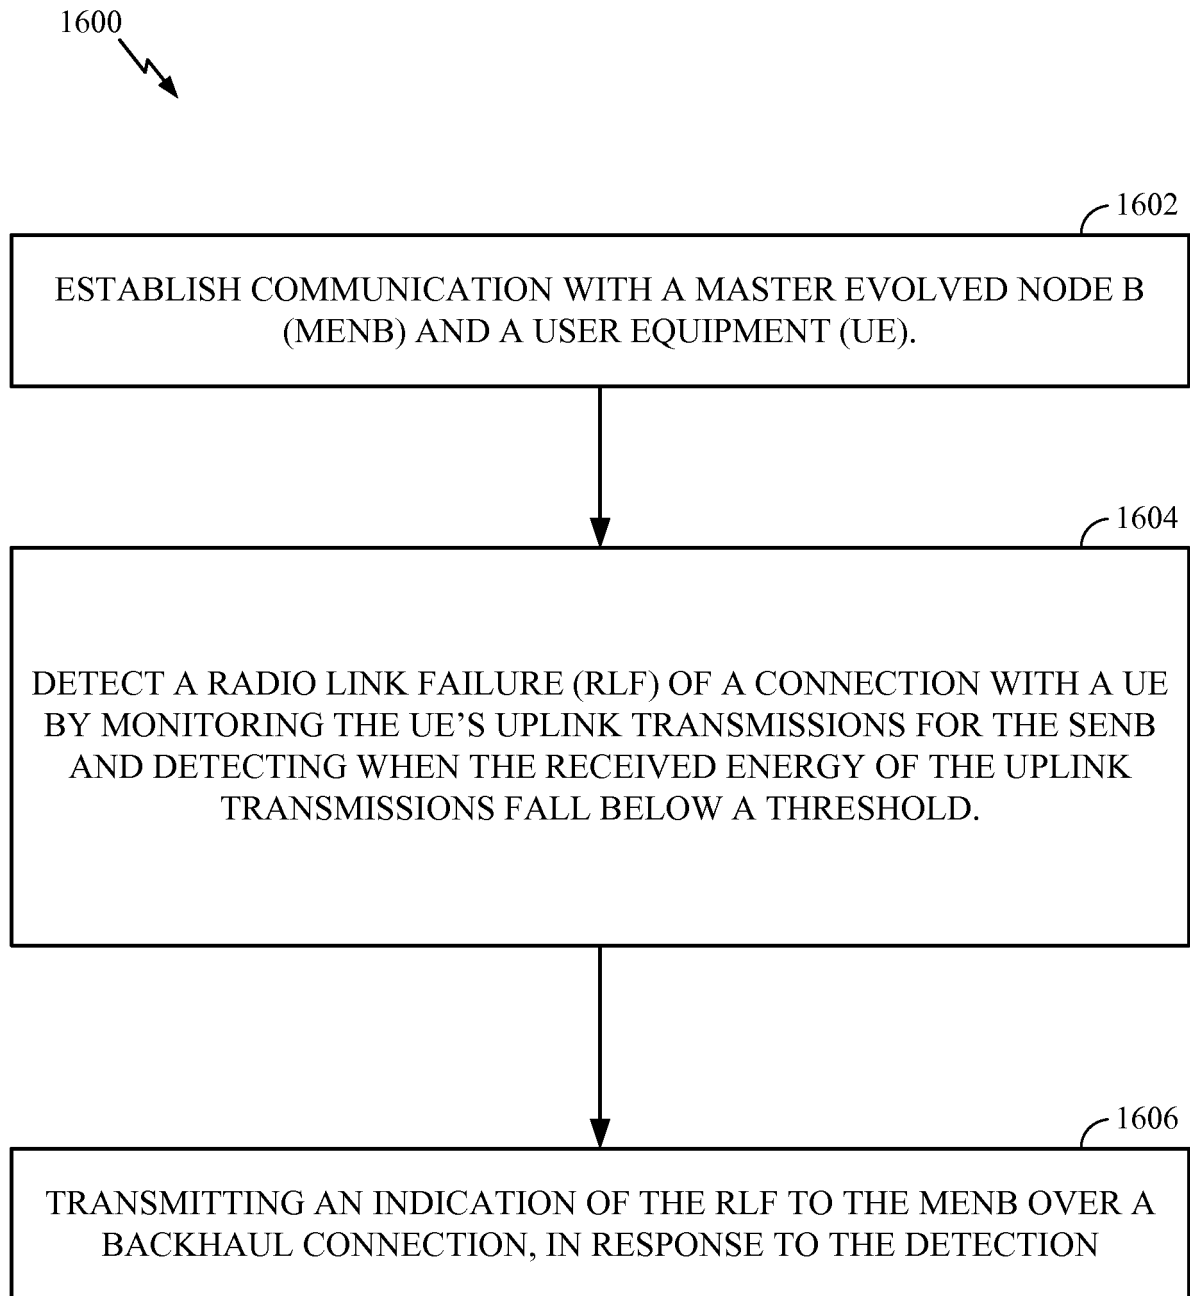 1600
1602
ESTABLISH COMMUNICATION WITH A MASTER EVOLVED NODE B
(MENB) AND A USER EQUIPMENT (UE).
1604
DETECT A RADIO LINK FAILURE (RLF) OF A CONNECTION WITH A UE
BY MONITORING THE UE’S UPLINK TRANSMISSIONS FOR THE SENB
AND DETECTING WHEN THE RECEIVED ENERGY OF THE UPLINK
TRANSMISSIONS FALL BELOW A THRESHOLD.
1606
TRANSMITTING AN INDICATION OF THE RLF TO THE MENB OVER A
BACKHAUL CONNECTION, IN RESPONSE TO THE DETECTION